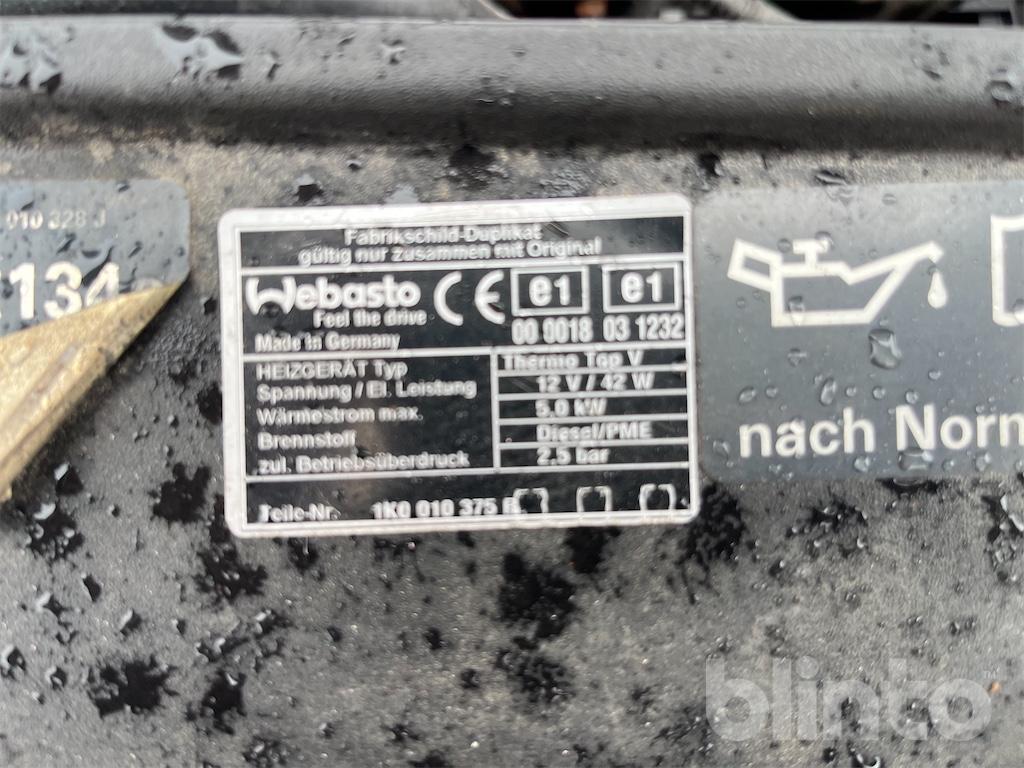 010 328 J
134
Fabrikschild-Duplikat
gültig nur zusammen mit Original
Webasto
Feel the drive
CE e1 e1
00 0018 03 1232
Made in Germany
HEIZGERÄT Typ Thermo Top V
Spannung / El. Leistung 12 V / 42 W
Wärmestrom max. 5,0 kW
Brennstoff Diesel/PME
zul. Betriebsüberdruck 2,5 bar
Teile-Nr. 1K0 010 375
nach Norm
blinto™